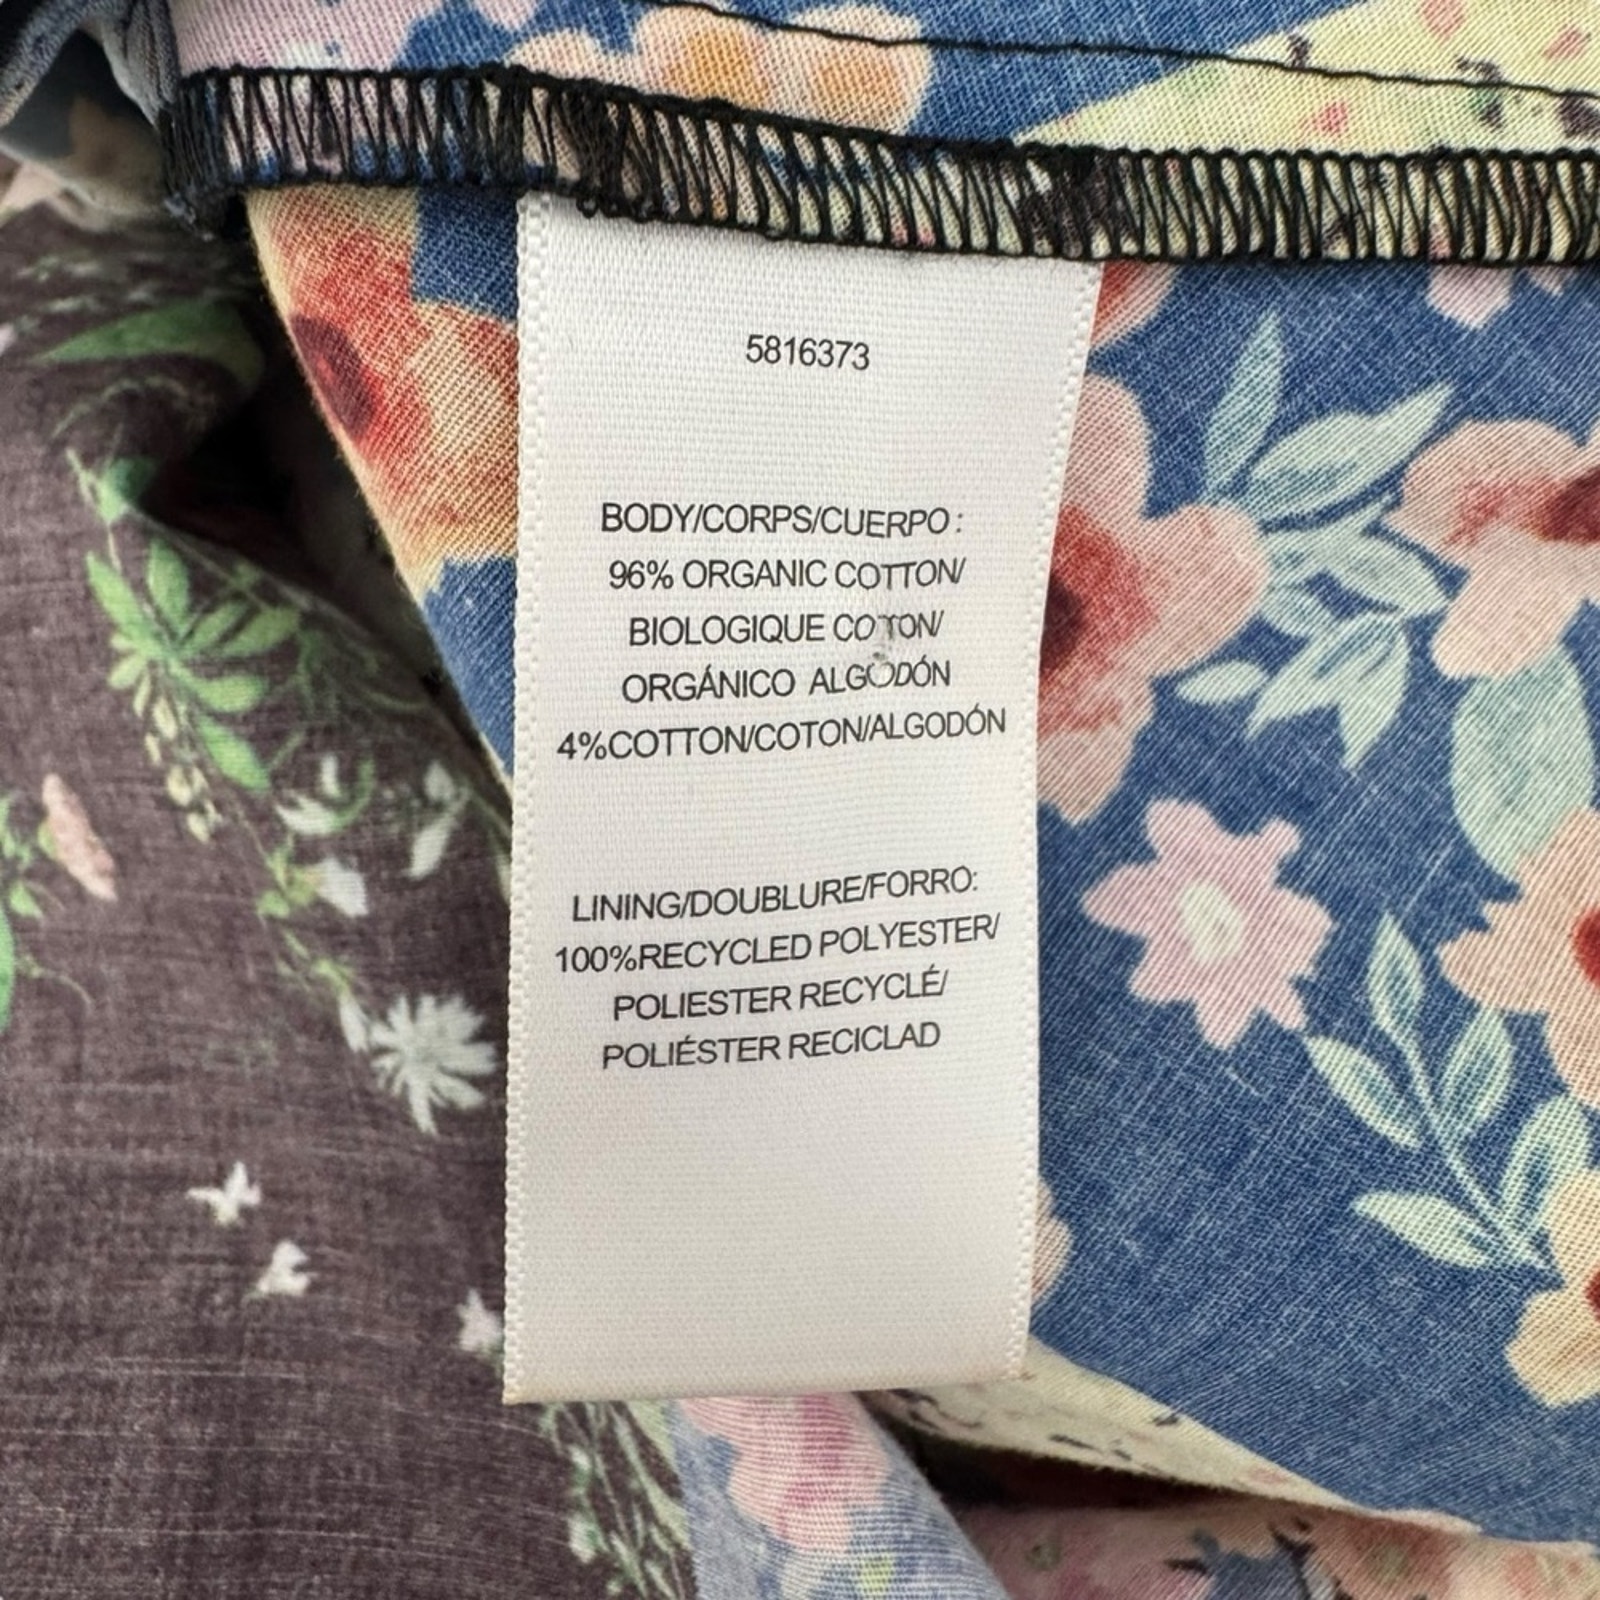 5816373
BODY/CORPS/CUERPO :
96% ORGANIC COTTON/
BIOLOGIQUE COTON/
ORGÁNICO ALGODÓN
4%COTTON/COTON/ALGODÓN
LINING/DOUBLURE/FORRO:
100%RECYCLED POLYESTER/
POLIESTER RECYCLÉ/
POLIÉSTER RECICLAD